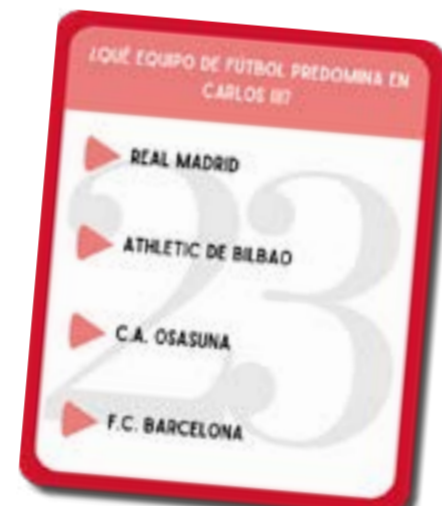 ¿QUÉ EQUIPO DE FÚTBOL PREDOMINA EN
CARLOS III?
REAL MADRID
ATHLETIC DE BILBAO
C.A. OSASUNA
F.C. BARCELONA
23